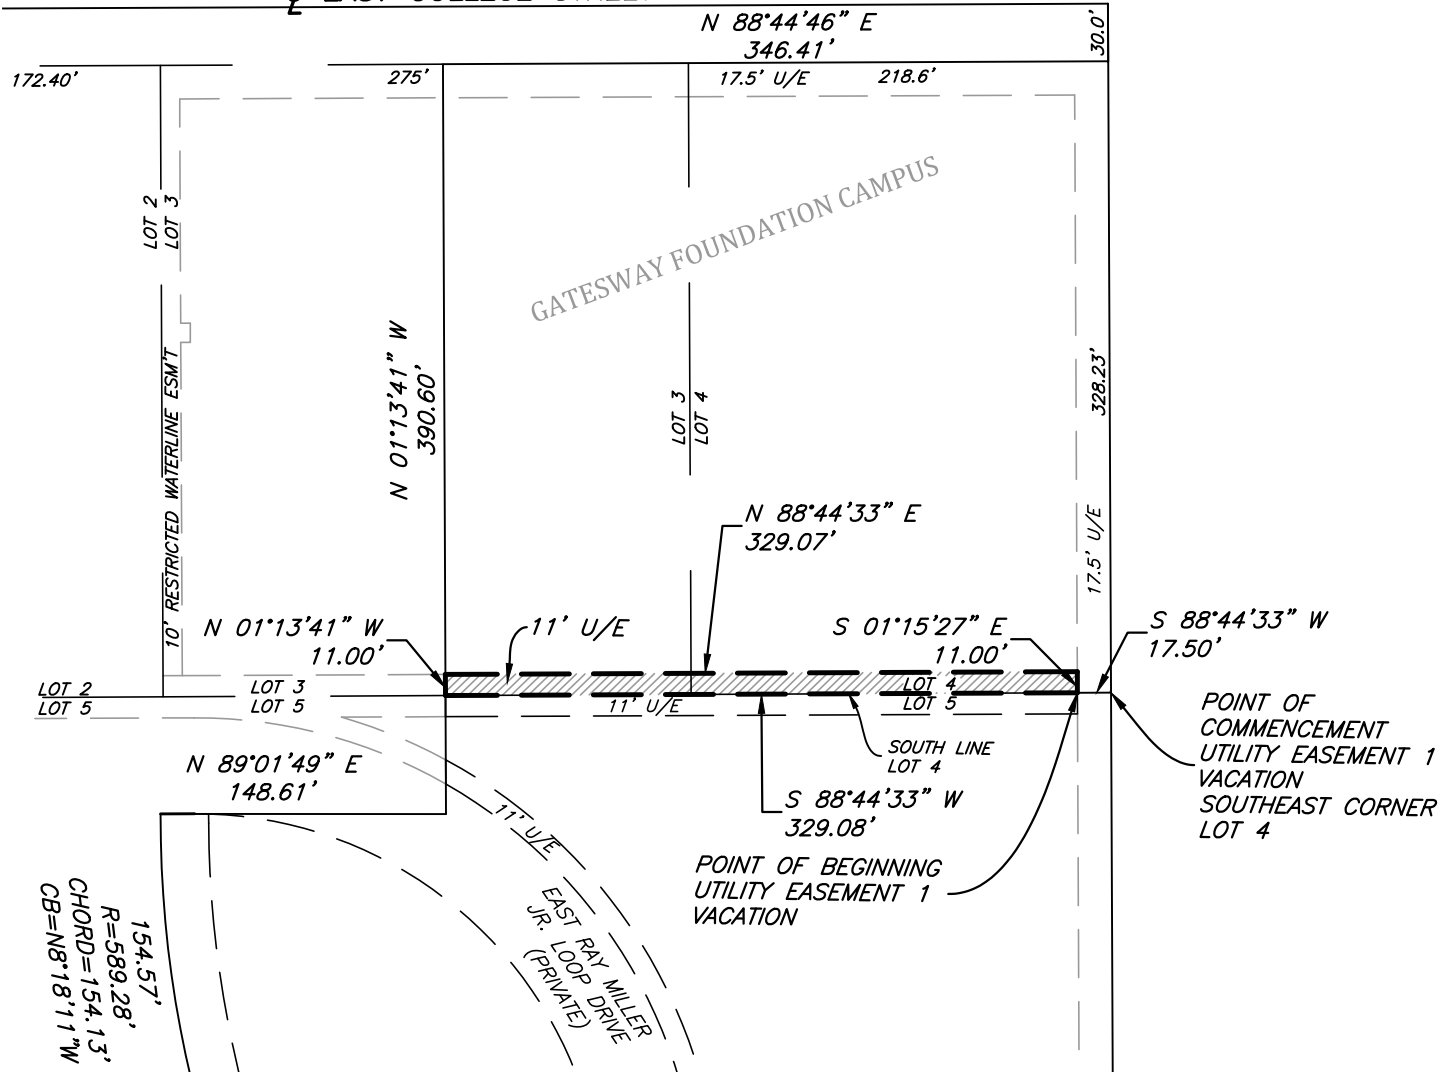 N 88°44'46" E
346.41'
30.0'
172.40'
275'
17.5' U/E
218.6'
LOT 2
LOT 3
GATESWAY FOUNDATION CAMPUS
N 01°13'41" W
390.60'
10' RESTRICTED WATERLINE ESM'T
LOT 3
LOT 4
328.23'
17.5' U/E
N 88°44'33" E
329.07'
N 01°13'41" W
11.00'
11' U/E
S 01°15'27" E
11.00'
S 88°44'33" W
17.50'
LOT 2
LOT 5
LOT 3
LOT 5
11' U/E
LOT 4
LOT 5
SOUTH LINE
LOT 4
POINT OF
COMMENCEMENT
UTILITY EASEMENT 1
VACATION
SOUTHEAST CORNER
LOT 4
N 89°01'49" E
148.61'
S 88°44'33" W
329.08'
11' U/E
POINT OF BEGINNING
UTILITY EASEMENT 1
VACATION
154.57'
R=589.28'
CHORD=154.13'
CB=N8°18'11"W
EAST RAY MILLER
JR. LOOP DRIVE
(PRIVATE)